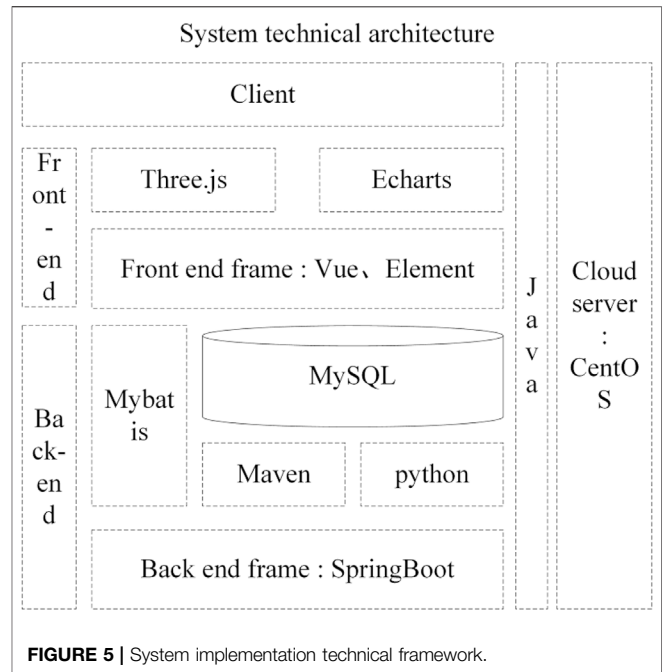 System technical architecture
Client
Fr
ont
-
en
d
Three.js
Echarts
Front end frame : Vue、Element
Ba
ck-
en
d
Mybat
is
MySQL
Maven
python
Back end frame : SpringBoot
J
a
v
a
Cloud
server
:
CentO
S
FIGURE 5 | System implementation technical framework.